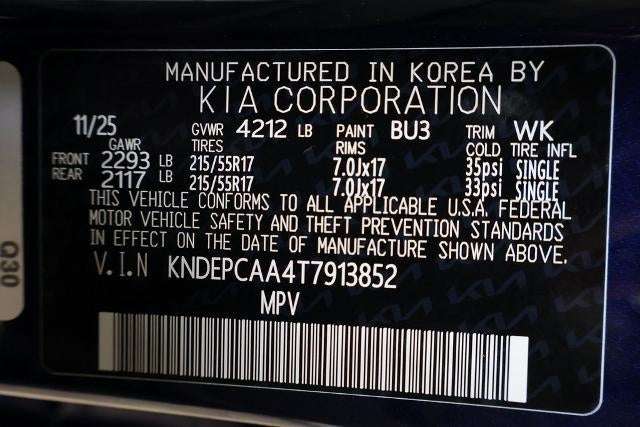 MANUFACTURED IN KOREA BY
KIA CORPORATION
11/25 GVWR 4212 LB PAINT BU3 TRIM WK
GAWR TIRES RIMS COLD TIRE INFL
FRONT 2293 LB 215/55R17 7.0Jx17 35psi SINGLE
REAR 2117 LB 215/55R17 7.0Jx17 33psi SINGLE
THIS VEHICLE CONFORMS TO ALL APPLICABLE U.S.A. FEDERAL
MOTOR VEHICLE SAFETY AND THEFT PREVENTION STANDARDS
IN EFFECT ON THE DATE OF MANUFACTURE SHOWN ABOVE.
V.I.N KNDEPCAA4T7913852
MPV
Q30